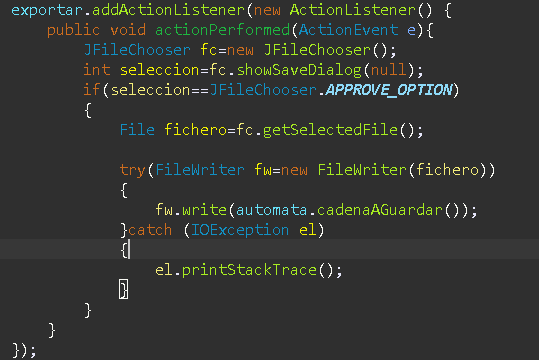 exportar.addActionListener(new ActionListener() {
public void actionPerformed(ActionEvent e){
JFileChooser fc=new JFileChooser();
int seleccion=fc.showSaveDialog(null);
if(seleccion==JFileChooser.APPROVE_OPTION)
{
File fichero=fc.getSelectedFile();
try(FileWriter fw=new FileWriter(fichero))
{
fw.write(automata.cadenaAGuardar());
}catch (IOException el)
{
el.printStackTrace();
}
}
}
});